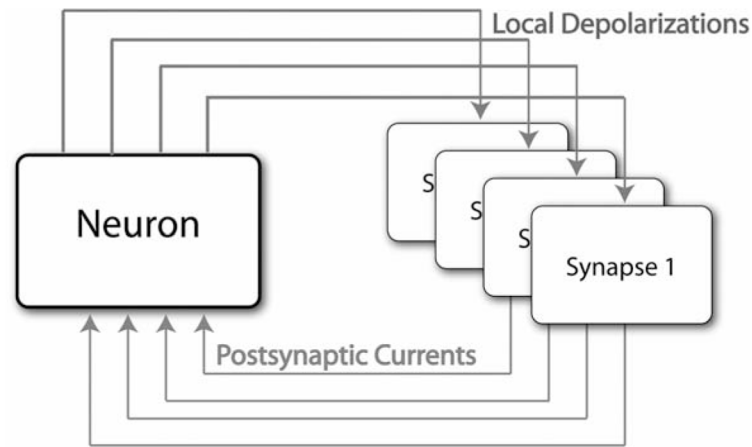 Local Depolarizations
S
S
S
Neuron
Synapse 1
Postsynaptic Currents